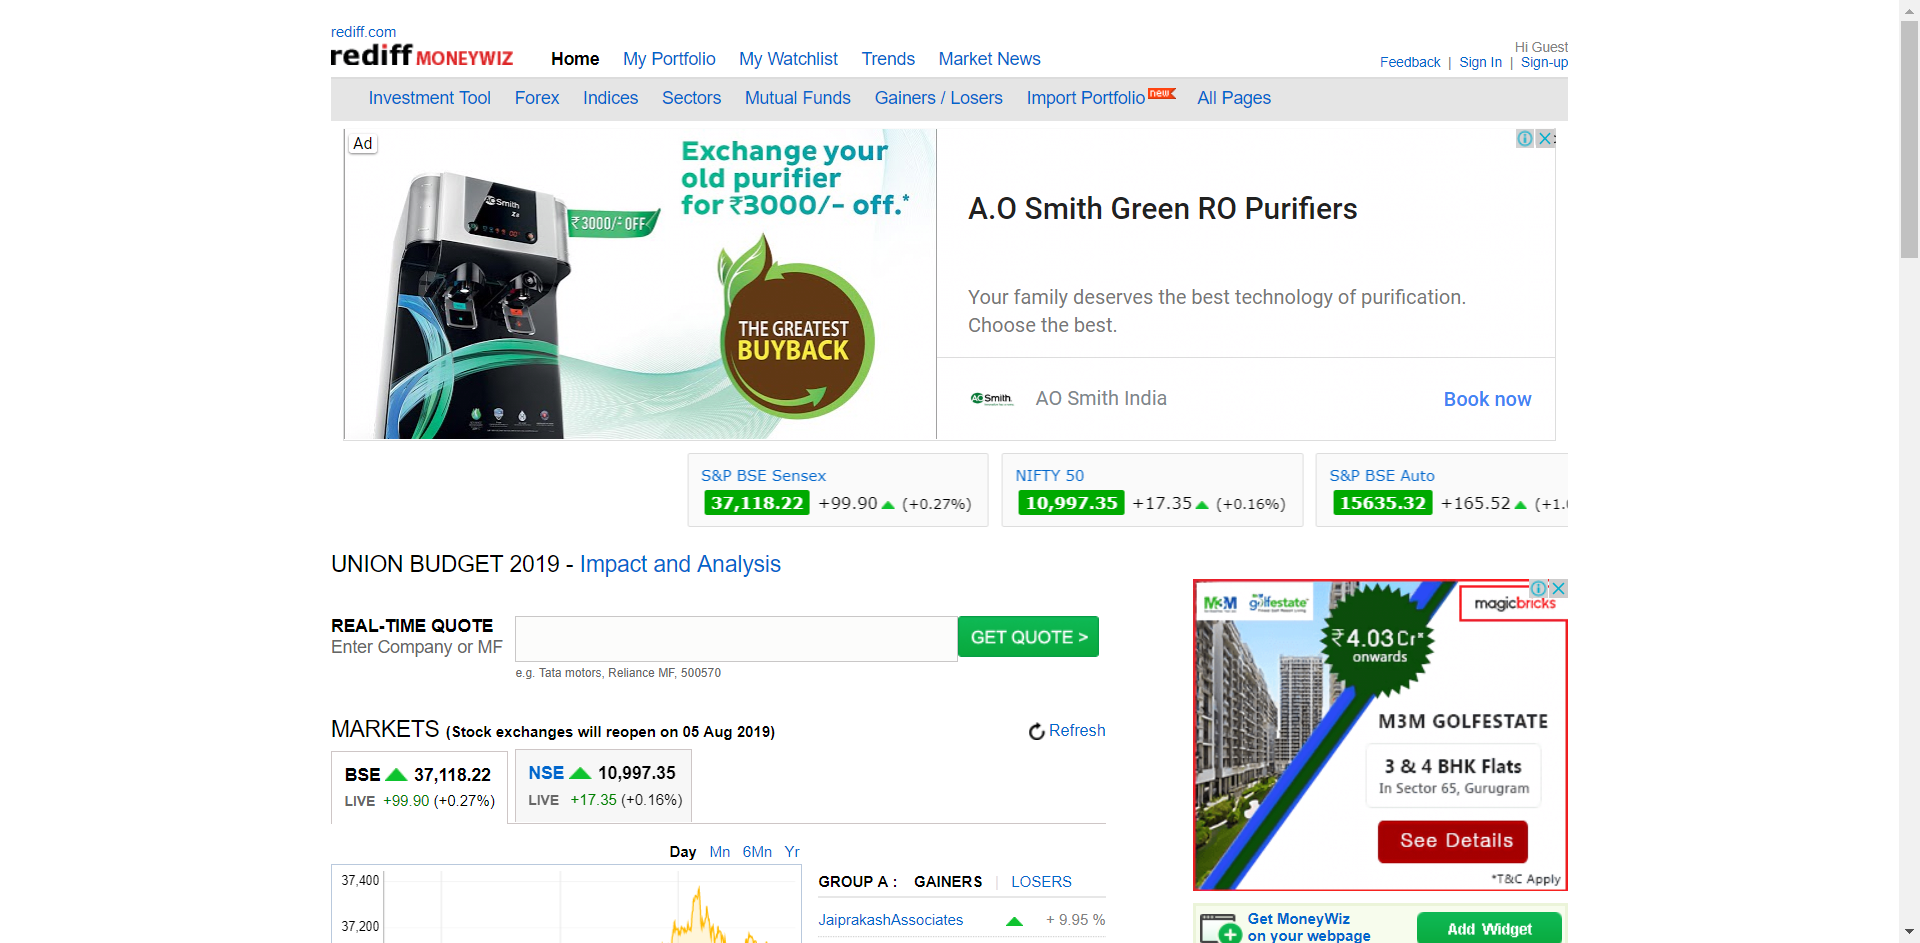 rediff.com
rediff MONEYWIZ
Home My Portfolio My Watchlist Trends Market News
Hi Guest
Feedback | Sign In | Sign-up
Investment Tool Forex Indices Sectors Mutual Funds Gainers / Losers Import Portfolio new All Pages
Ad
Exchange your
old purifier
for ₹3000/- off.*
AO Smith
Z8
₹3000/- OFF
THE GREATEST
BUYBACK
A.O Smith Green RO Purifiers
Your family deserves the best technology of purification.
Choose the best.
AO Smith
AO Smith India
Book now
S&P BSE Sensex
37,118.22 +99.90 (+0.27%)
NIFTY 50
10,997.35 +17.35 (+0.16%)
S&P BSE Auto
15635.32 +165.52 (+1.
UNION BUDGET 2019 - Impact and Analysis
REAL-TIME QUOTE
Enter Company or MF
GET QUOTE >
e.g. Tata motors, Reliance MF, 500570
MARKETS (Stock exchanges will reopen on 05 Aug 2019)
Refresh
BSE 37,118.22
LIVE +99.90 (+0.27%)
NSE 10,997.35
LIVE +17.35 (+0.16%)
Day Mn 6Mn Yr
37,400
37,200
GROUP A : GAINERS | LOSERS
JaiprakashAssociates + 9.95 %
M3M golfestate
magicbricks
₹4.03Cr*
onwards
M3M GOLFESTATE
3 & 4 BHK Flats
In Sector 65, Gurugram
See Details
*T&C Apply
Get MoneyWiz
on your webpage
Add Widget